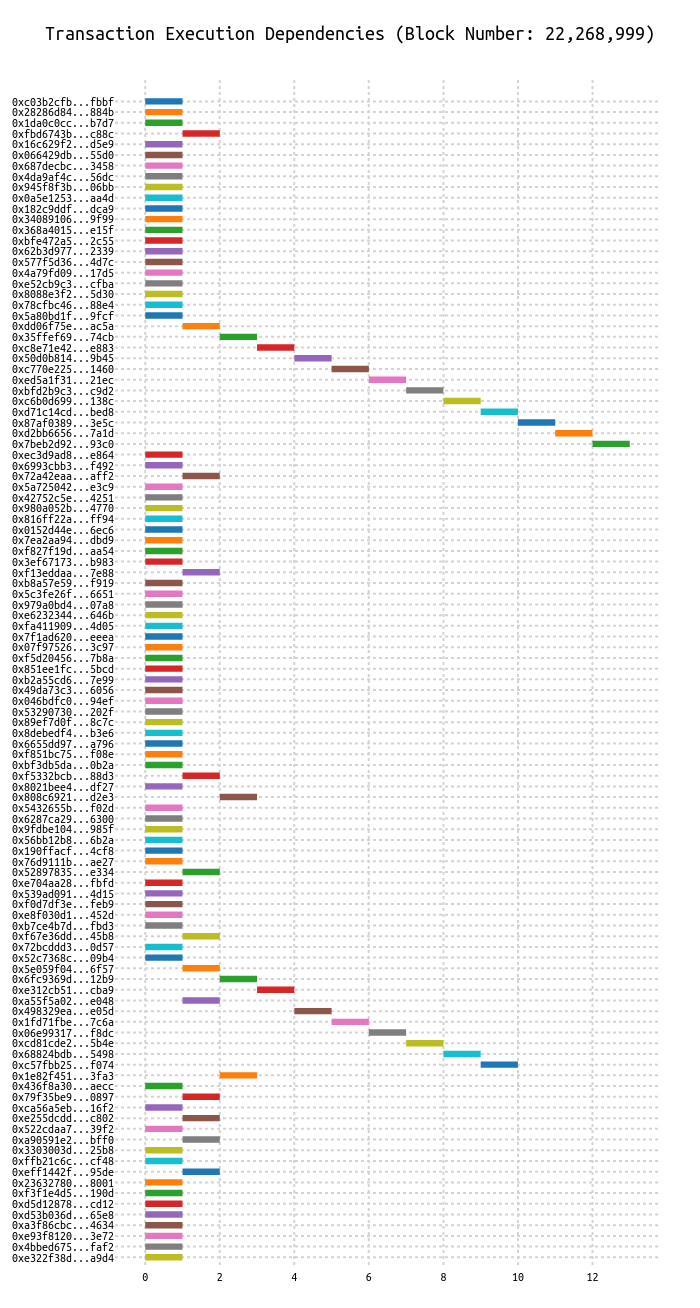 Transaction Execution Dependencies (Block Number: 22,268,999)
0xc03b2cfb...fbbf
0x28286d84...884b
0x1da0c0cc...b7d7
0xfbd6743b...c88c
0x16c629f2...d5e9
0x066429db...55d0
0x687decbc...3458
0x4da9af4c...56dc
0x945f8f3b...06bb
0x0a5e1253...aa4d
0x182c9ddf...dca9
0x34089106...9f99
0x368a4015...e15f
0xbfe472a5...2c55
0x62b3d977...2339
0x577f5d36...4d7c
0x4a79fd09...17d5
0xe52cb9c3...cfba
0x8088e3f2...5d30
0x78cfbc46...88e4
0x5a80bd1f...9fcf
0xdd06f75e...ac5a
0x35ffef69...74cb
0xc8e71e42...e883
0x50d0b814...9b45
0xc770e225...1460
0xed5a1f31...21ec
0xbfd2b9c3...c9d2
0xc6b0d699...138c
0xd71c14cd...bed8
0x87af0389...3e5c
0xd2bb6656...7a1d
0x7beb2d92...93c0
0xec3d9ad8...e864
0x6993cbb3...f492
0x72a42eaa...aff2
0x5a725042...e3c9
0x42752c5e...4251
0x980a052b...4770
0x816ff22a...ff94
0x0152d44e...6ec6
0x7ea2aa94...dbd9
0xf827f19d...aa54
0x3ef67173...b983
0xf13eddaa...7e88
0xb8a57e59...f919
0x5c3fe26f...6651
0x979a0bd4...07a8
0xe6232344...646b
0xfa411909...4d05
0x7f1ad620...eeea
0x07f97526...3c97
0xf5d20456...7b8a
0x851ee1fc...5bcd
0xb2a55cd6...7e99
0x49da73c3...6056
0x046bdfc0...94ef
0x53290730...202f
0x89ef7d0f...8c7c
0x8debedf4...b3e6
0x6655dd97...a796
0xf851bc75...f08e
0xbf3db5da...0b2a
0xf5332bcb...88d3
0x8021bee4...df27
0x808c6921...d2e3
0x5432655b...f02d
0x6287ca29...6300
0x9fdbe104...985f
0x56bb12b8...6b2a
0x190ffacf...4cf8
0x76d9111b...ae27
0x52897835...e334
0xe704aa28...fbfd
0x539ad091...4d15
0xf0d7df3e...feb9
0xe8f030d1...452d
0xb7ce4b7d...fbd3
0xf67e36dd...45b8
0x72bcddd3...0d57
0x52c7368c...09b4
0x5e059f04...6f57
0x6fc9369d...12b9
0xe312cb51...cba9
0xa55f5a02...e048
0x498329ea...e05d
0x1fd71fbe...7c6a
0x06e99317...f8dc
0xcd81cde2...5b4e
0x68824bdb...5498
0xc57fbb25...f074
0x1e82f451...3fa3
0x436f8a30...aecc
0x79f35be9...0897
0xca56a5eb...16f2
0xe255dcdd...c802
0x522cdaa7...39f2
0xa90591e2...bff0
0x3303003d...25b8
0xffb21c6c...cf48
0xeff1442f...95de
0x23632780...8001
0xf3f1e4d5...190d
0xd5d12878...cd12
0xd53b036d...65e8
0xa3f86cbc...4634
0xe93f8120...3e72
0x4bbed675...faf2
0xe322f38d...a9d4
0 2 4 6 8 10 12